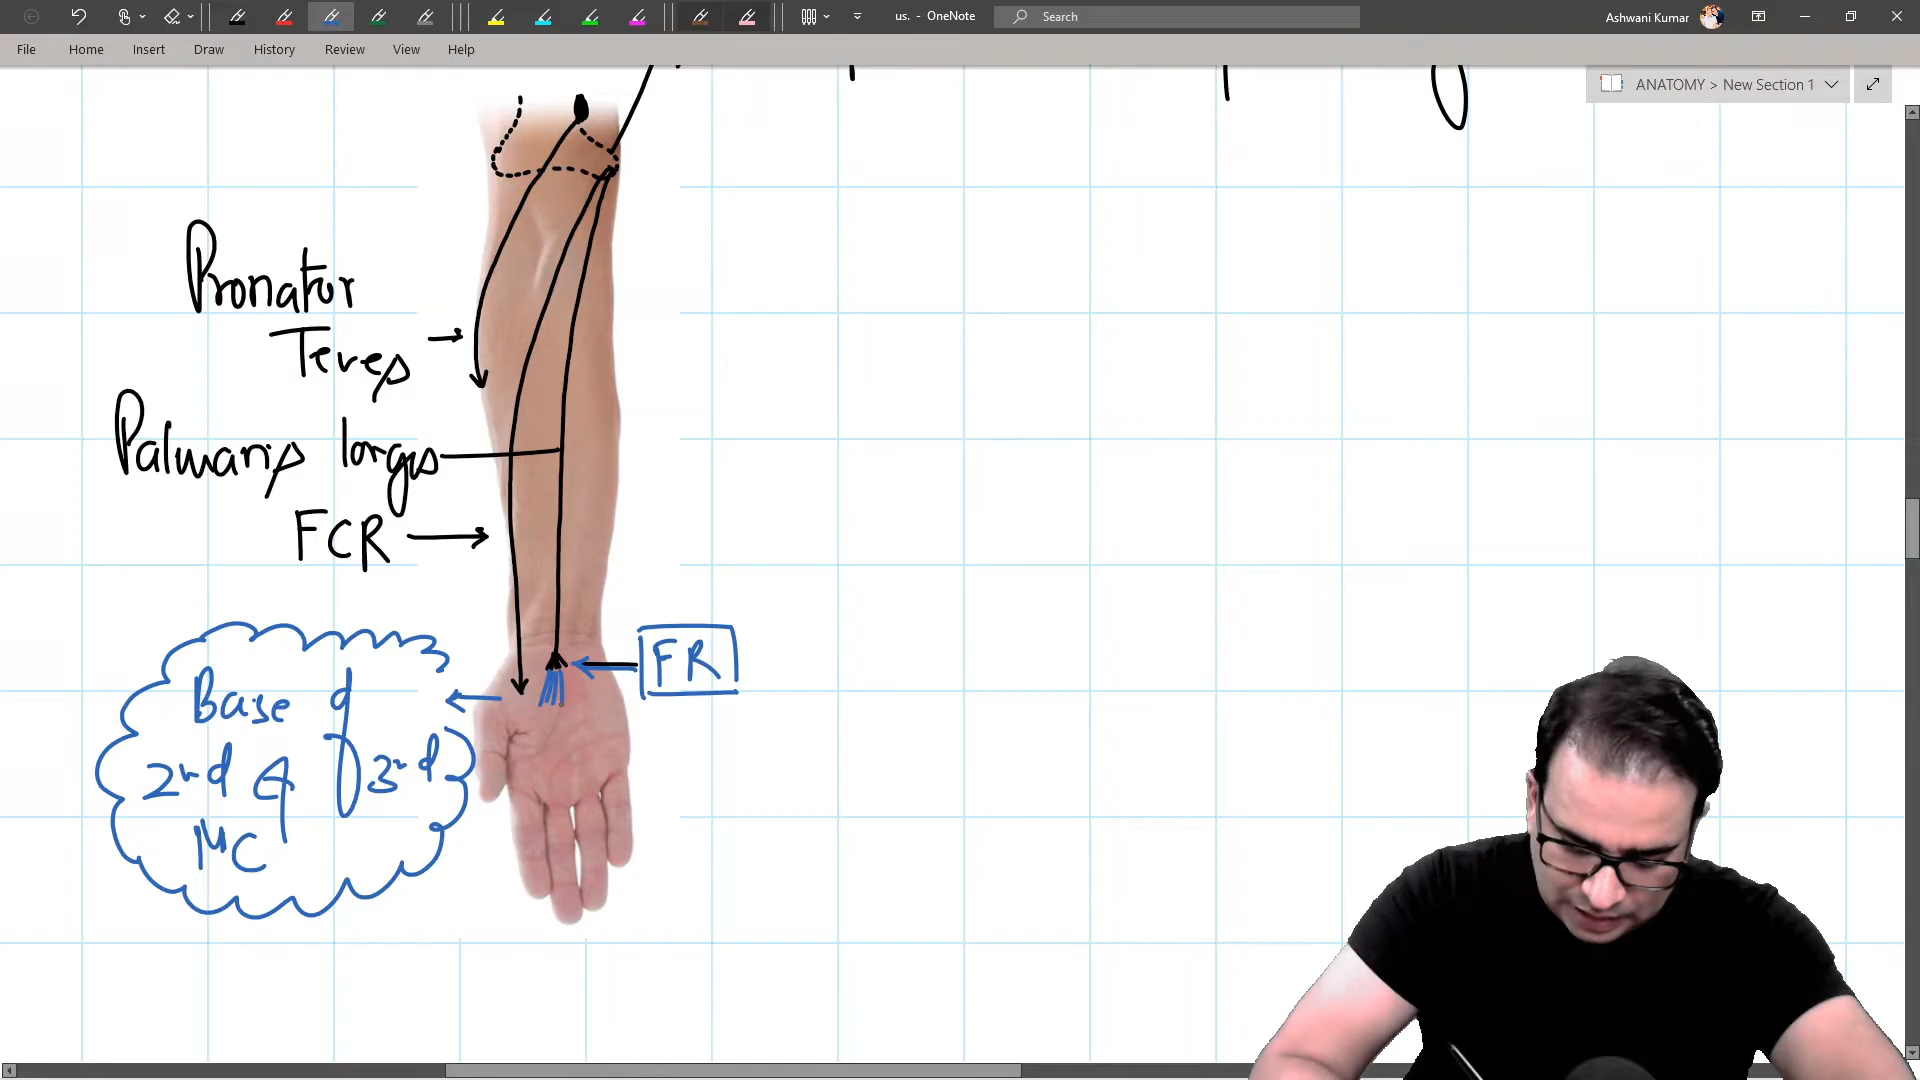 us. - OneNote
Search
Ashwani Kumar
File Home Insert Draw History Review View Help
ANATOMY > New Section 1
Pronator
Teres
Palmaris longus
FCR
FR
Base of
2nd & 3rd
MC